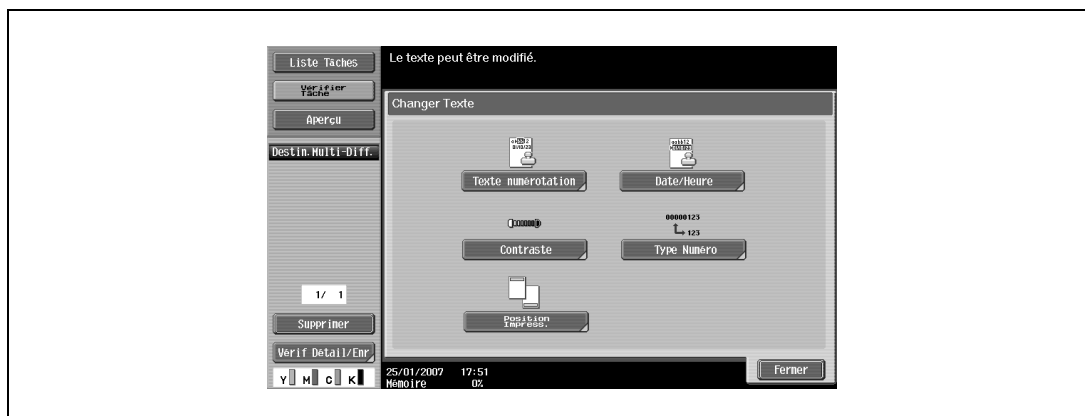 Liste Tâches
Vérifier
Tâche
Aperçu
Destin.Multi-Diff.
1/ 1
Supprimer
Vérif Détail/Enr
Y M C K
Le texte peut être modifié.
Changer Texte
Texte numérotation
Date/Heure
00000123
123
Contraste
Type Numéro
Position
Impress.
25/01/2007 17:51
Mémoire 0%
Fermer